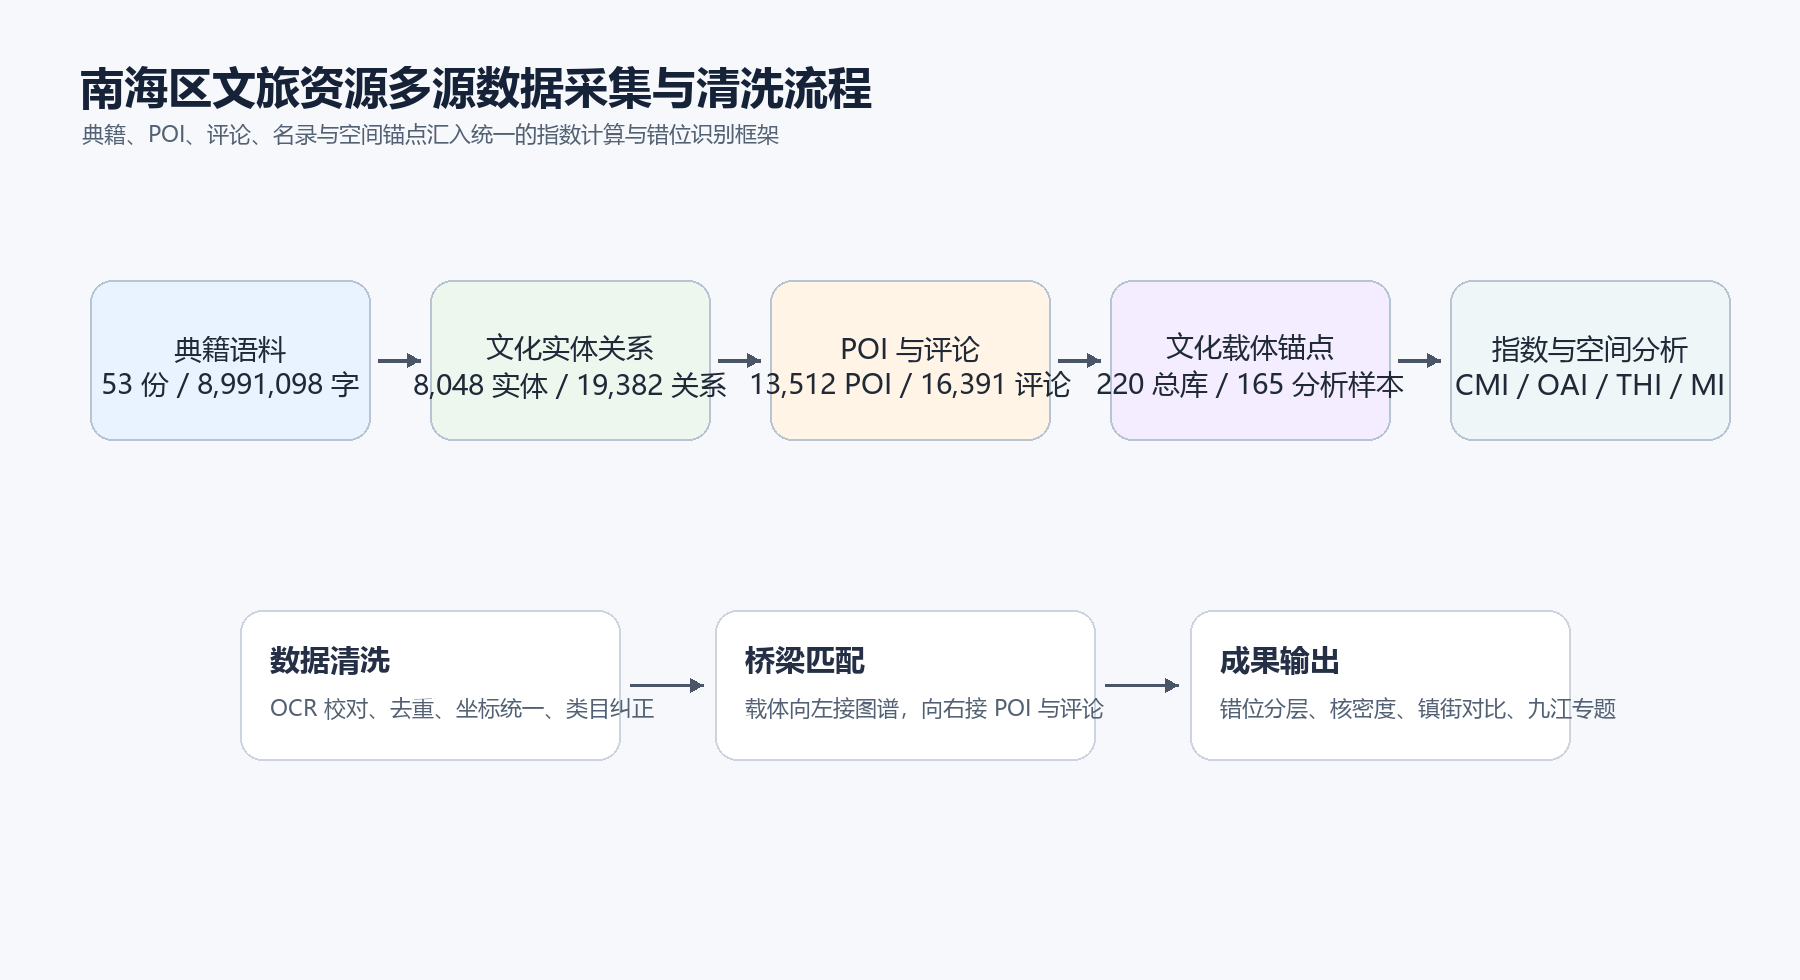 南海区文旅资源多源数据采集与清洗流程
典籍、POI、评论、名录与空间锚点汇入统一的指数计算与错位识别框架
典籍语料
53 份 / 8,991,098 字
文化实体关系
8,048 实体 / 19,382 关系
POI 与评论
13,512 POI / 16,391 评论
文化载体锚点
220 总库 / 165 分析样本
指数与空间分析
CMI / OAI / THI / MI
数据清洗
OCR 校对、去重、坐标统一、类目纠正
桥梁匹配
载体向左接图谱，向右接 POI 与评论
成果输出
错位分层、核密度、镇街对比、九江专题